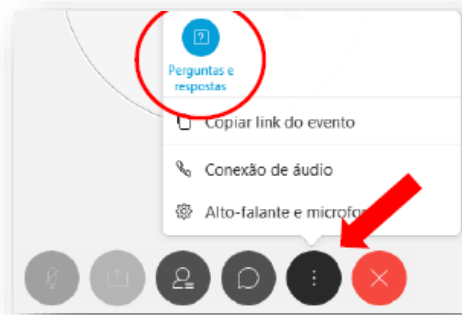 Perguntas e
respostas
Copiar link do evento
Conexão de áudio
Alto-falante e microfo